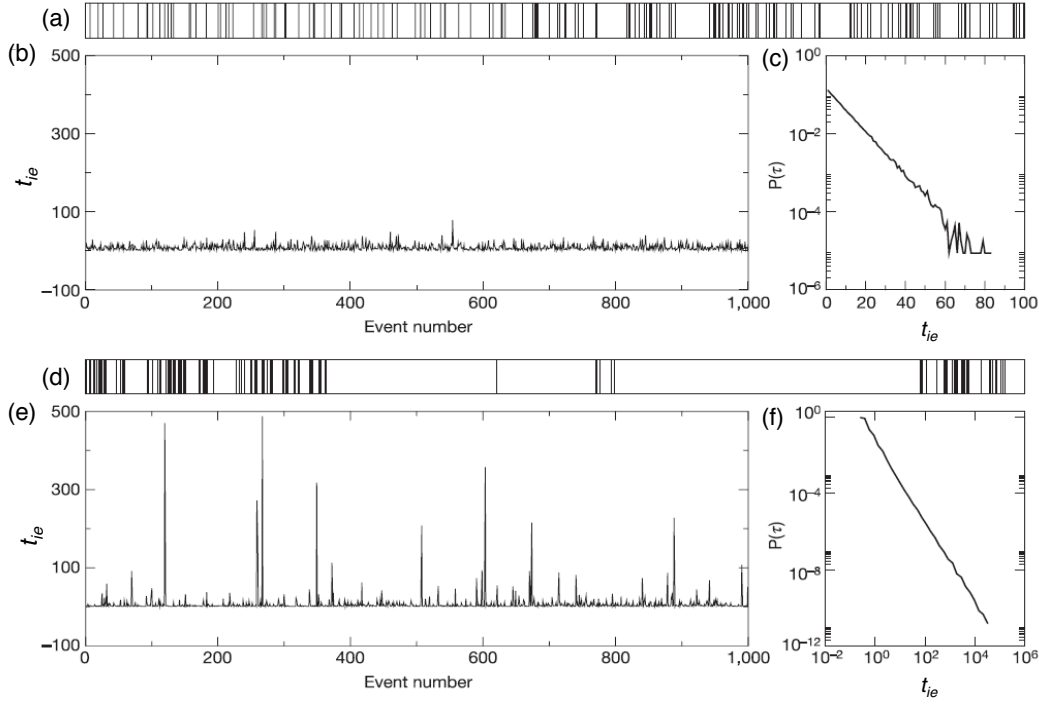 (a)
(b)
500
300
100
–100
t_ie
0
200
400
600
800
1,000
Event number
(c)
10^0
10^–2
10^–4
10^–6
P(τ)
0
20
40
60
80
100
t_ie
(d)
(e)
500
300
100
–100
t_ie
0
200
400
600
800
1,000
Event number
(f)
10^0
10^–4
10^–8
10^–12
P(τ)
10^–2
10^0
10^2
10^4
10^6
t_ie